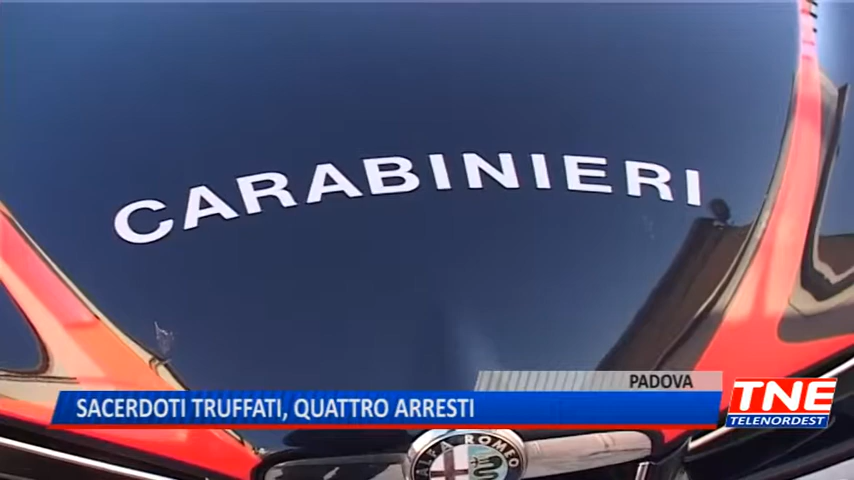 CARABINIERI
PADOVA
SACERDOTI TRUFFATI, QUATTRO ARRESTI
TNE
TELENORDEST
ALFA ROMEO